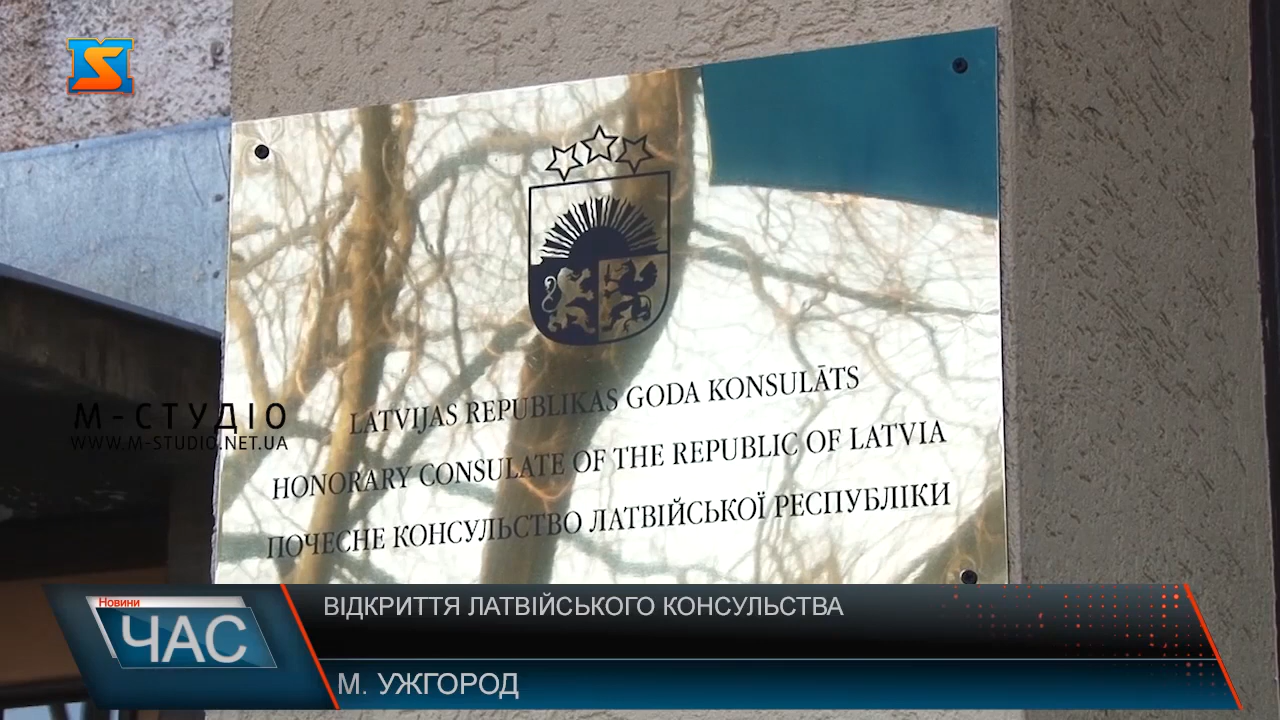 LATVIJAS REPUBLIKAS GODA KONSULĀTS
HONORARY CONSULATE OF THE REPUBLIC OF LATVIA
ПОЧЕСНЕ КОНСУЛЬСТВО ЛАТВІЙСЬКОЇ РЕСПУБЛІКИ
М-СТУДІО
WWW.M-STUDIO.NET.UA
Новини
ЧАС
ВІДКРИТТЯ ЛАТВІЙСЬКОГО КОНСУЛЬСТВА
М. УЖГОРОД